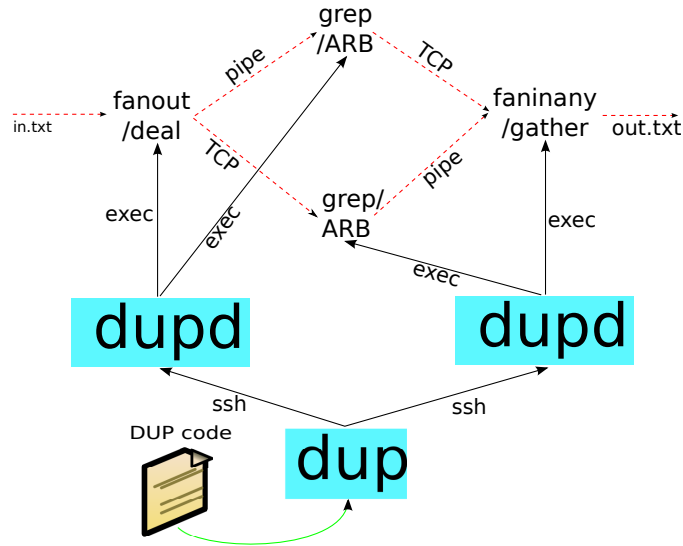 grep
/ARB
pipe
TCP
fanout
/deal
faninany
/gather
in.txt
out.txt
TCP
pipe
grep/
ARB
exec
exec
exec
exec
dupd
dupd
ssh
ssh
DUP code
dup